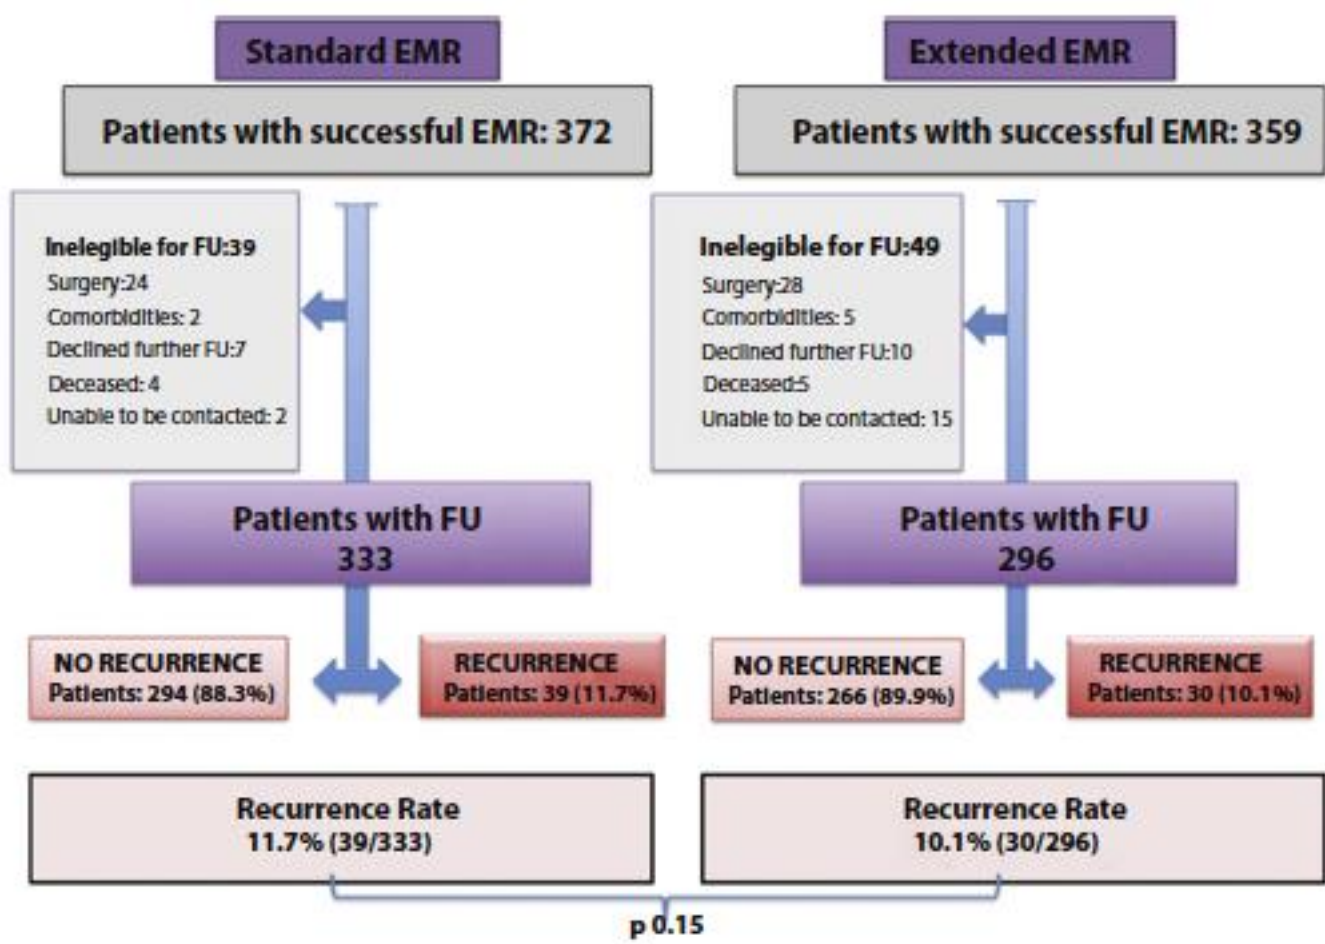 Standard EMR
Patients with successful EMR: 372
Inelegible for FU:39
Surgery:24
Comorbidities: 2
Declined further FU:7
Deceased: 4
Unable to be contacted: 2
Patients with FU
333
NO RECURRENCE
Patients: 294 (88.3%)
RECURRENCE
Patients: 39 (11.7%)
Recurrence Rate
11.7% (39/333)
Extended EMR
Patients with successful EMR: 359
Inelegible for FU:49
Surgery:28
Comorbidities: 5
Declined further FU:10
Deceased:5
Unable to be contacted: 15
Patients with FU
296
NO RECURRENCE
Patients: 266 (89.9%)
RECURRENCE
Patients: 30 (10.1%)
Recurrence Rate
10.1% (30/296)
p 0.15